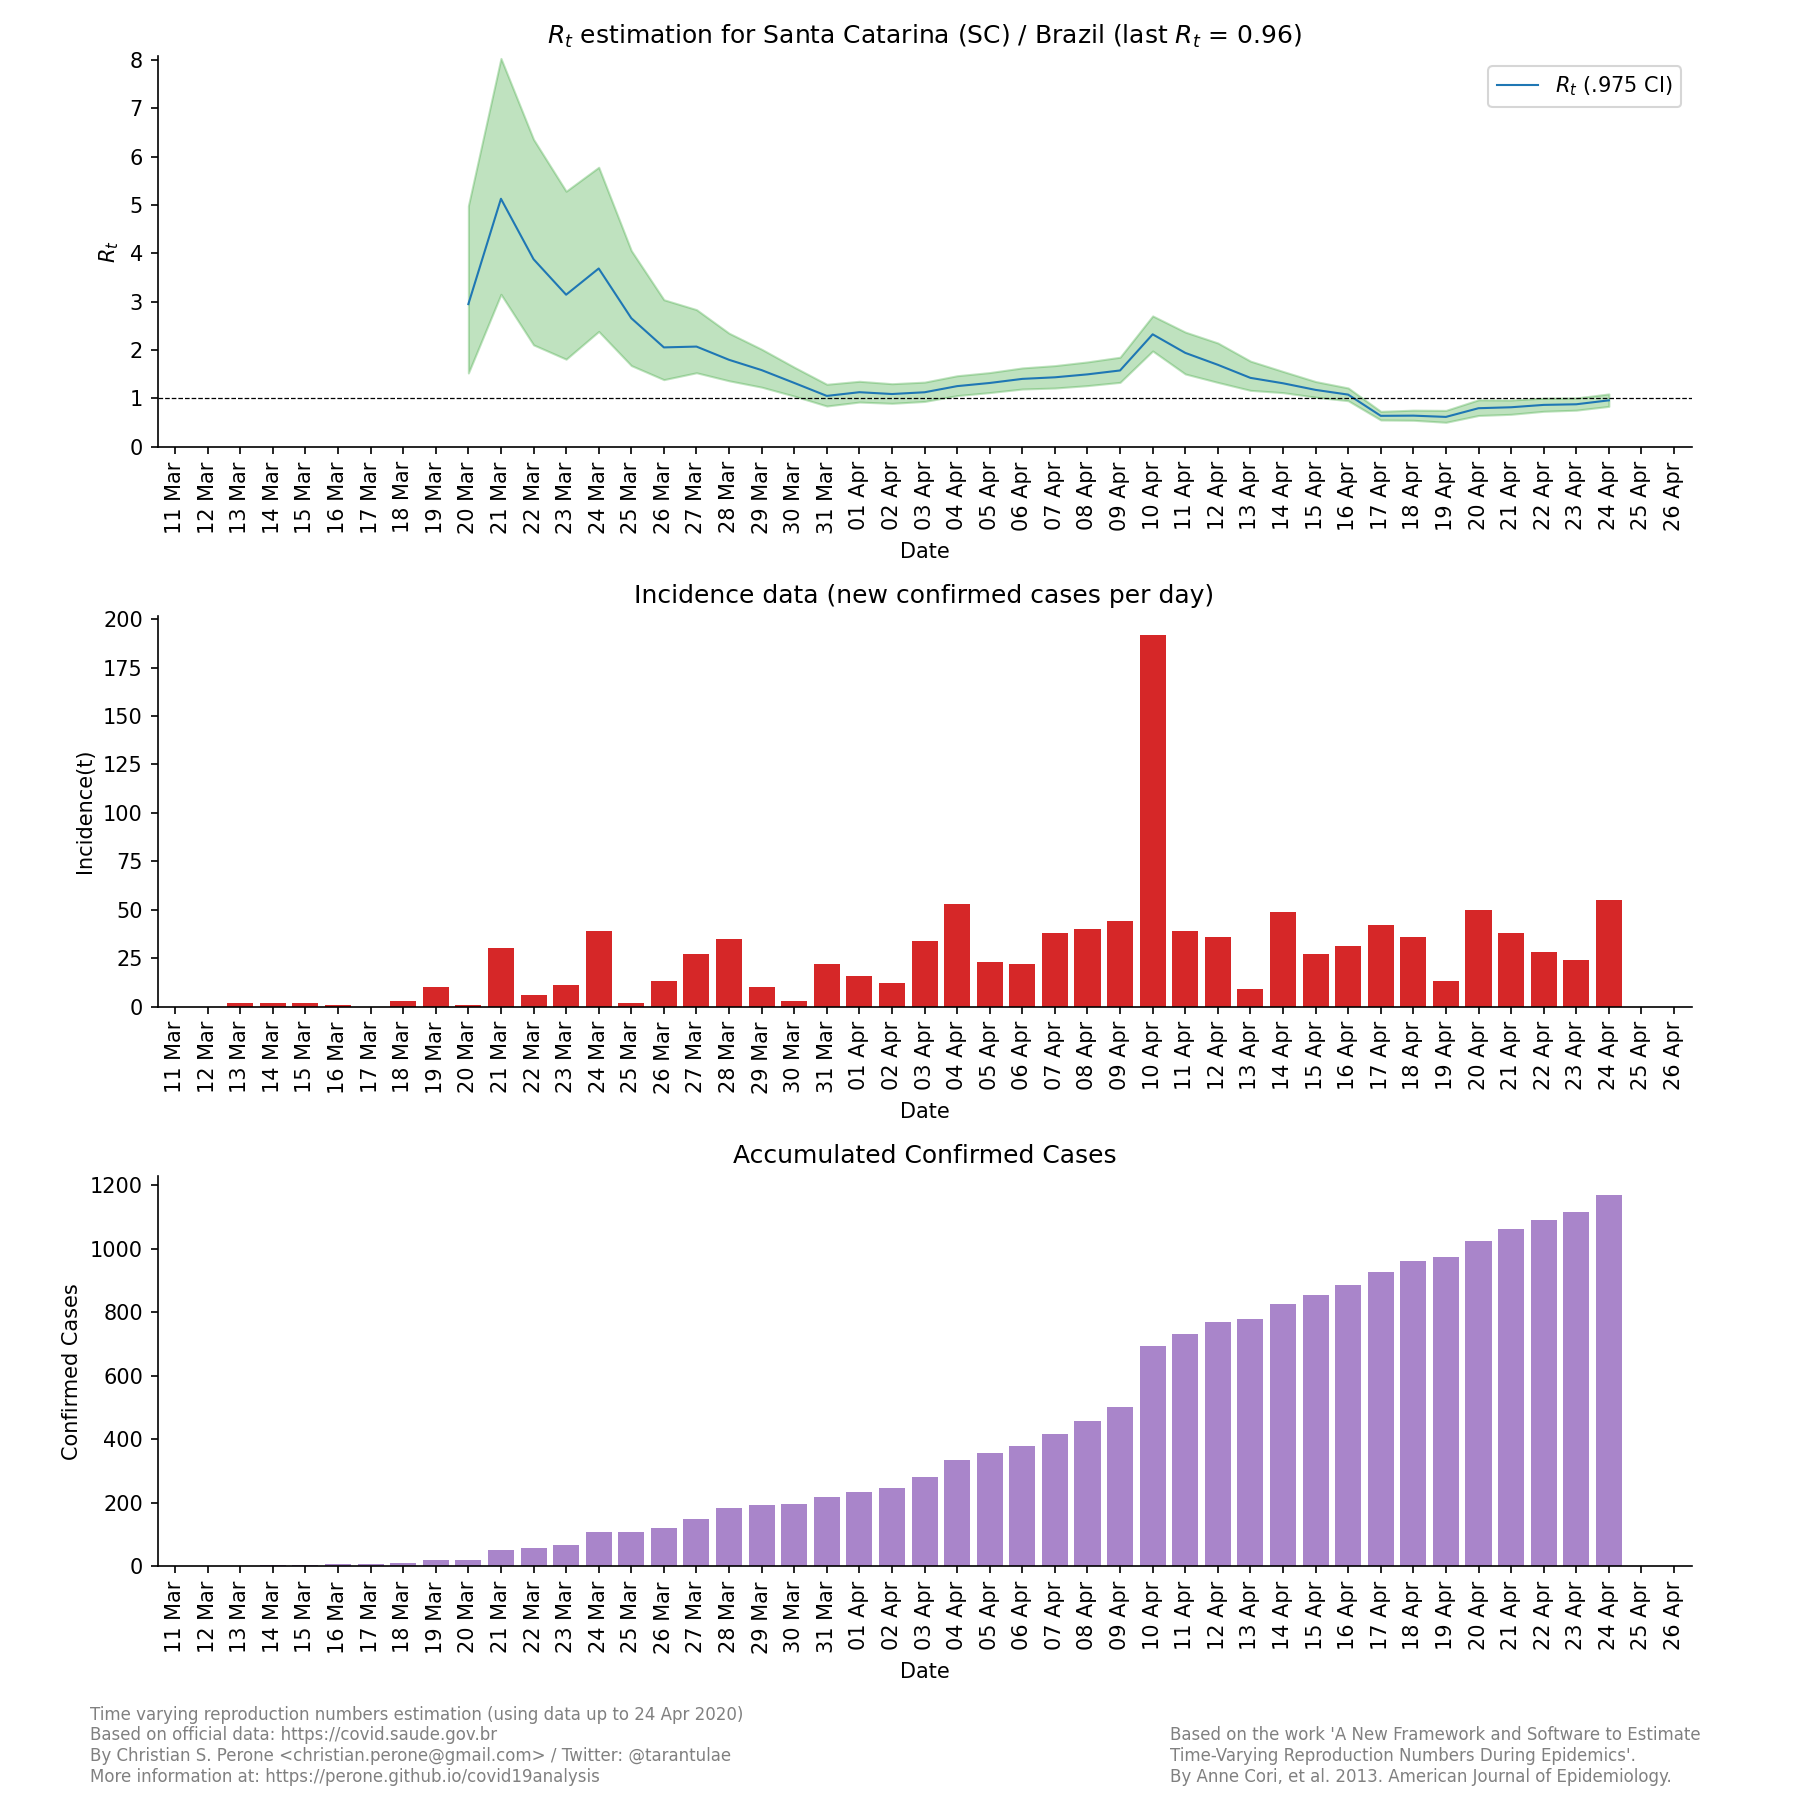 Rt estimation for Santa Catarina (SC) / Brazil (last Rt = 0.96)
8
7
6
5
4
3
2
1
0
Rt
Rt (.975 CI)
11 Mar 12 Mar 13 Mar 14 Mar 15 Mar 16 Mar 17 Mar 18 Mar 19 Mar 20 Mar 21 Mar 22 Mar 23 Mar 24 Mar 25 Mar 26 Mar 27 Mar 28 Mar 29 Mar 30 Mar 31 Mar 01 Apr 02 Apr 03 Apr 04 Apr 05 Apr 06 Apr 07 Apr 08 Apr 09 Apr 10 Apr 11 Apr 12 Apr 13 Apr 14 Apr 15 Apr 16 Apr 17 Apr 18 Apr 19 Apr 20 Apr 21 Apr 22 Apr 23 Apr 24 Apr 25 Apr 26 Apr
Date
Incidence data (new confirmed cases per day)
200
175
150
125
100
75
50
25
0
Incidence(t)
11 Mar 12 Mar 13 Mar 14 Mar 15 Mar 16 Mar 17 Mar 18 Mar 19 Mar 20 Mar 21 Mar 22 Mar 23 Mar 24 Mar 25 Mar 26 Mar 27 Mar 28 Mar 29 Mar 30 Mar 31 Mar 01 Apr 02 Apr 03 Apr 04 Apr 05 Apr 06 Apr 07 Apr 08 Apr 09 Apr 10 Apr 11 Apr 12 Apr 13 Apr 14 Apr 15 Apr 16 Apr 17 Apr 18 Apr 19 Apr 20 Apr 21 Apr 22 Apr 23 Apr 24 Apr 25 Apr 26 Apr
Date
Accumulated Confirmed Cases
1200
1000
800
600
400
200
0
Confirmed Cases
11 Mar 12 Mar 13 Mar 14 Mar 15 Mar 16 Mar 17 Mar 18 Mar 19 Mar 20 Mar 21 Mar 22 Mar 23 Mar 24 Mar 25 Mar 26 Mar 27 Mar 28 Mar 29 Mar 30 Mar 31 Mar 01 Apr 02 Apr 03 Apr 04 Apr 05 Apr 06 Apr 07 Apr 08 Apr 09 Apr 10 Apr 11 Apr 12 Apr 13 Apr 14 Apr 15 Apr 16 Apr 17 Apr 18 Apr 19 Apr 20 Apr 21 Apr 22 Apr 23 Apr 24 Apr 25 Apr 26 Apr
Date
Time varying reproduction numbers estimation (using data up to 24 Apr 2020)
Based on official data: https://covid.saude.gov.br
By Christian S. Perone <christian.perone@gmail.com> / Twitter: @tarantulae
More information at: https://perone.github.io/covid19analysis
Based on the work 'A New Framework and Software to Estimate
Time-Varying Reproduction Numbers During Epidemics'.
By Anne Cori, et al. 2013. American Journal of Epidemiology.